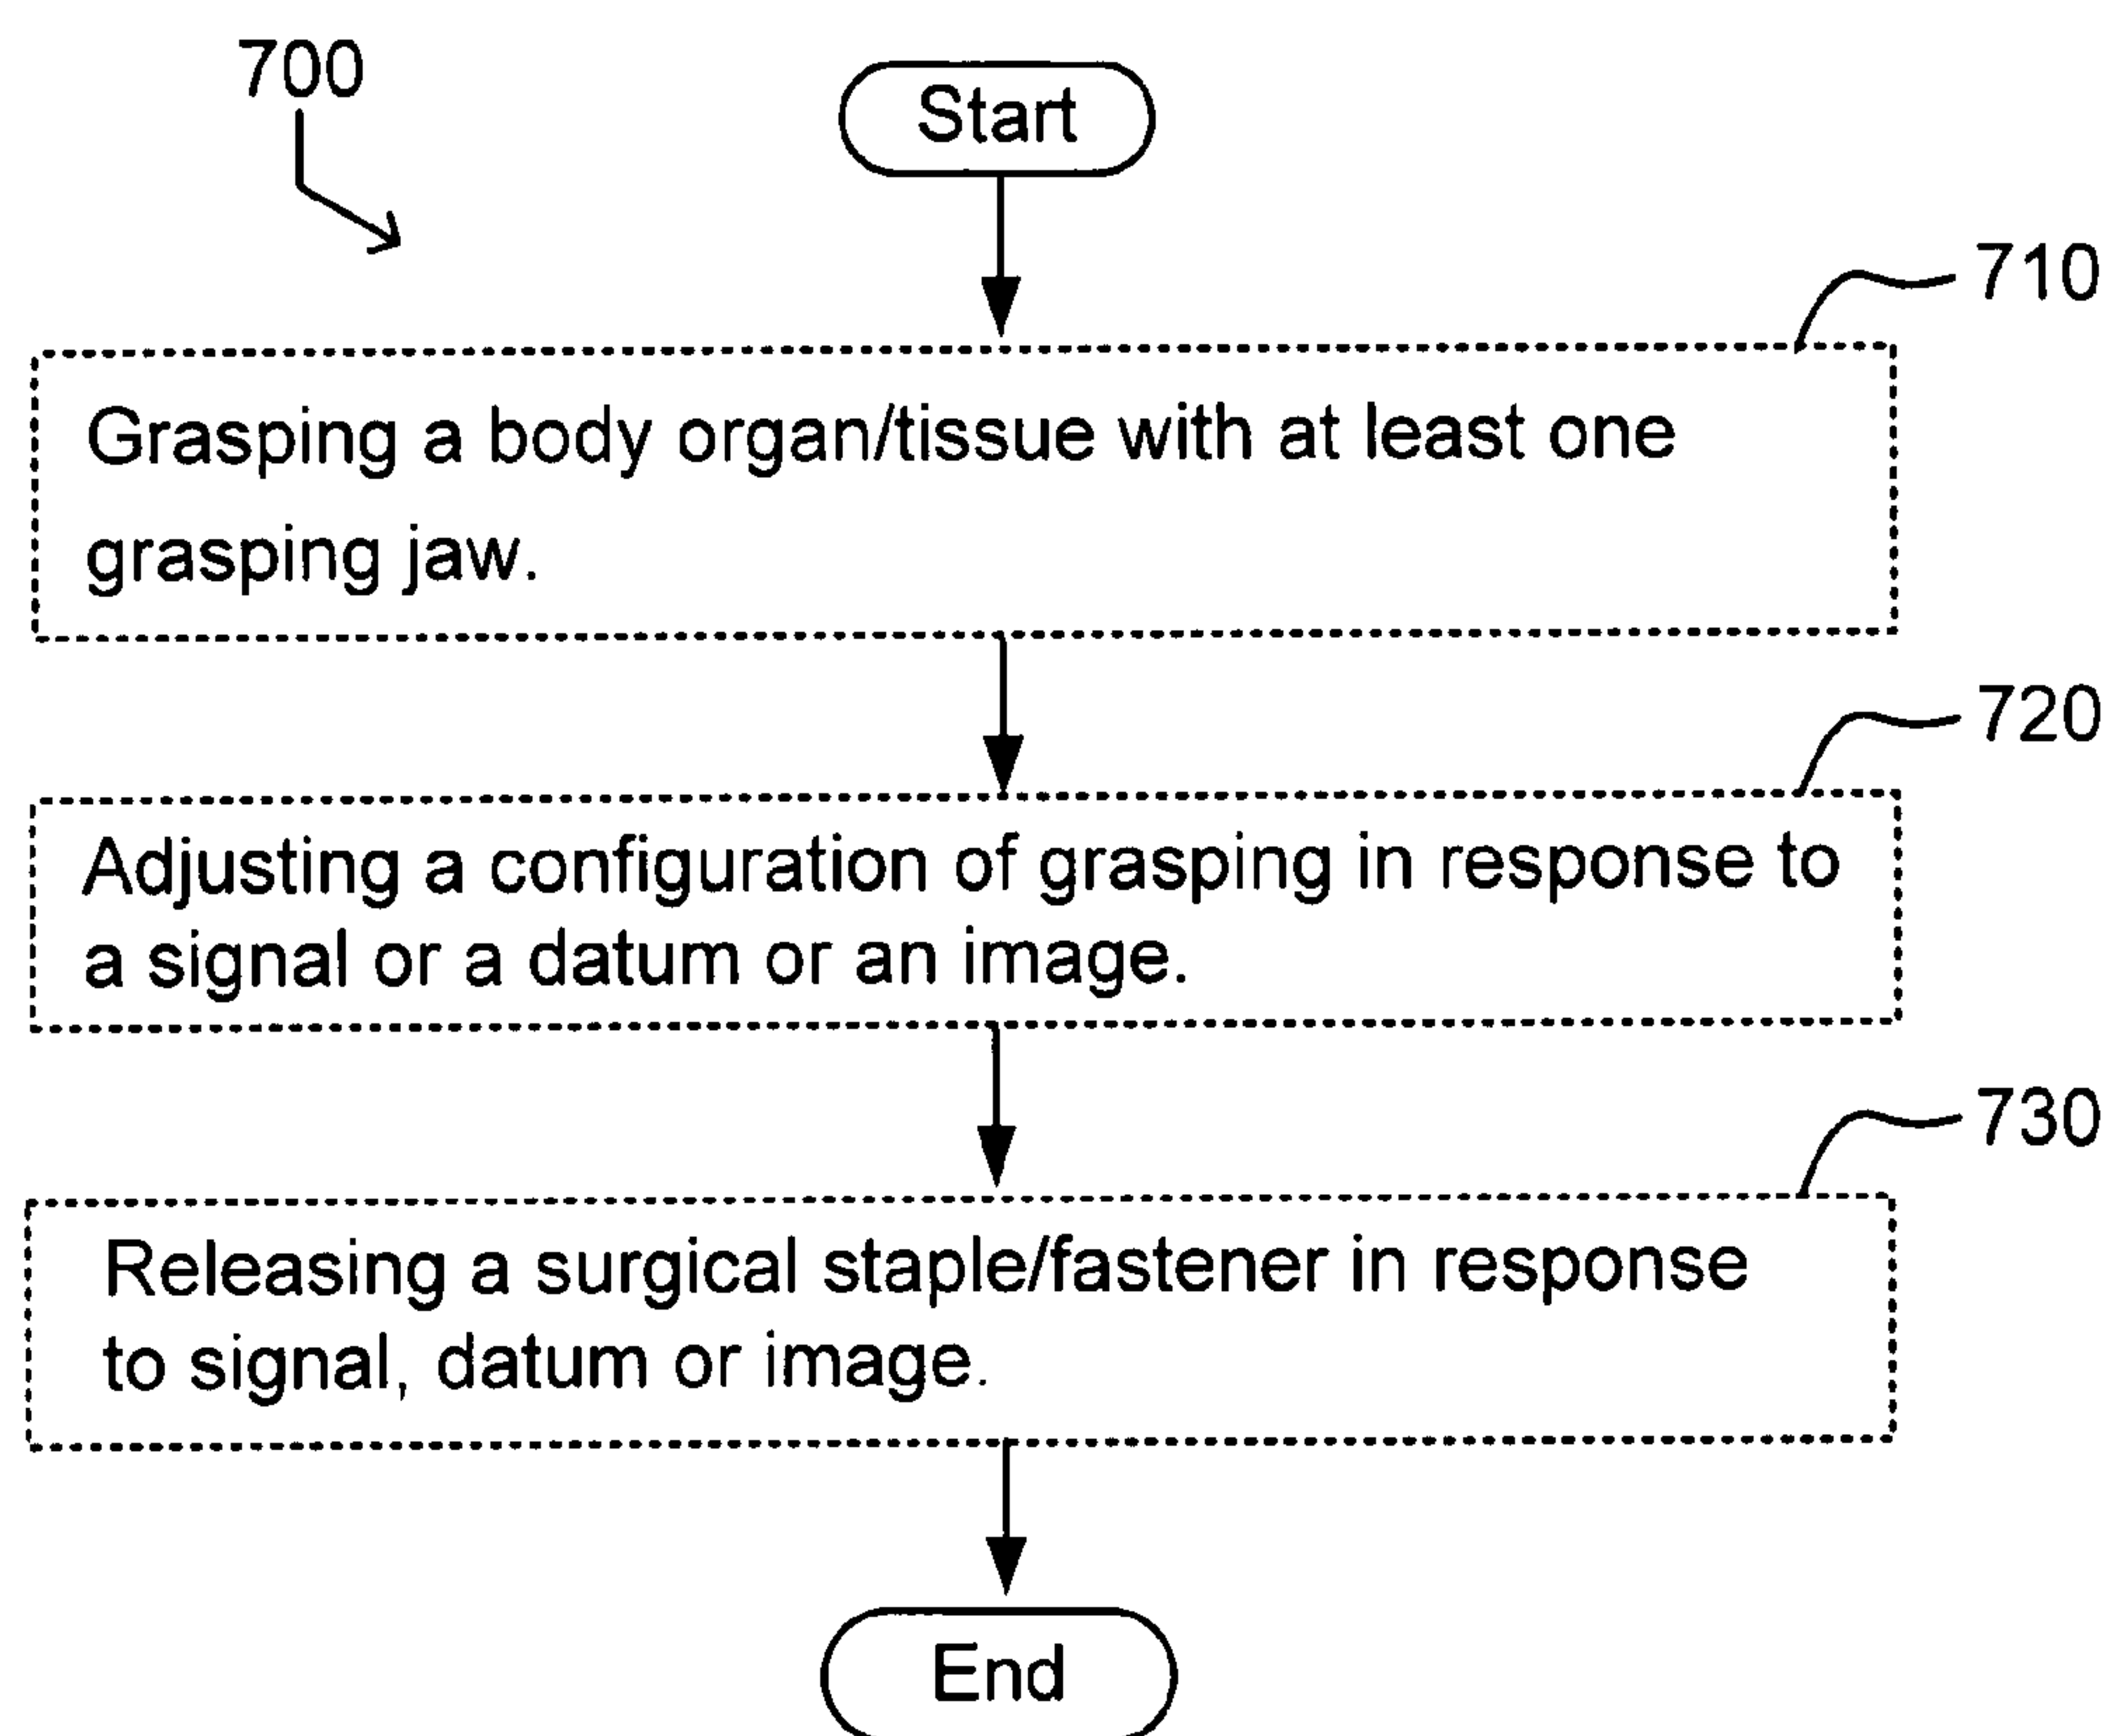 700
Start
710
Grasping a body organ/tissue with at least one
grasping jaw.
720
Adjusting a configuration of grasping in response to
a signal or a datum or an image.
730
Releasing a surgical staple/fastener in response
to signal, datum or image.
End